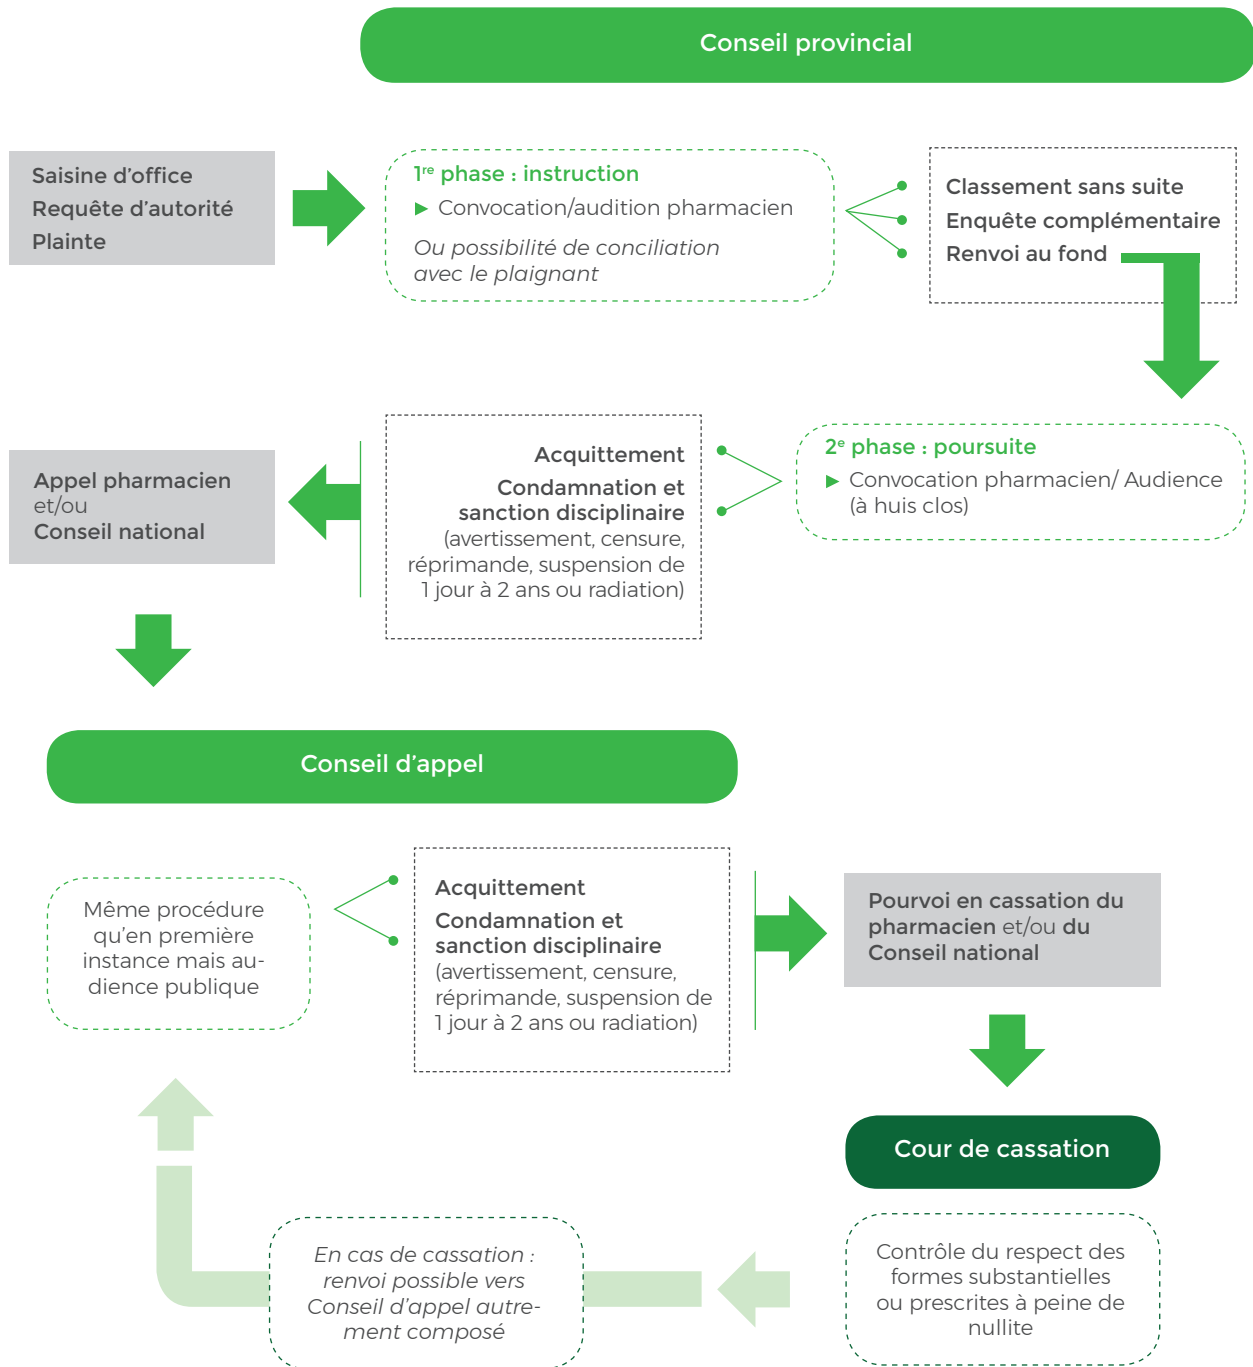 Conseil provincial
Saisine d’office
Requête d’autorité
Plainte
1re phase : instruction
► Convocation/audition pharmacien
Ou possibilité de conciliation
avec le plaignant
Classement sans suite
Enquête complémentaire
Renvoi au fond
2e phase : poursuite
► Convocation pharmacien/ Audience
(à huis clos)
Acquittement
Condamnation et
sanction disciplinaire
(avertissement, censure,
réprimande, suspension de
1 jour à 2 ans ou radiation)
Appel pharmacien
et/ou
Conseil national
Conseil d’appel
Même procédure
qu’en première
instance mais au-
dience publique
Acquittement
Condamnation et
sanction disciplinaire
(avertissement, censure,
réprimande, suspension de
1 jour à 2 ans ou radiation)
Pourvoi en cassation du
pharmacien et/ou du
Conseil national
Cour de cassation
Contrôle du respect des
formes substantielles
ou prescrites à peine de
nullite
En cas de cassation :
renvoi possible vers
Conseil d’appel autre-
ment composé